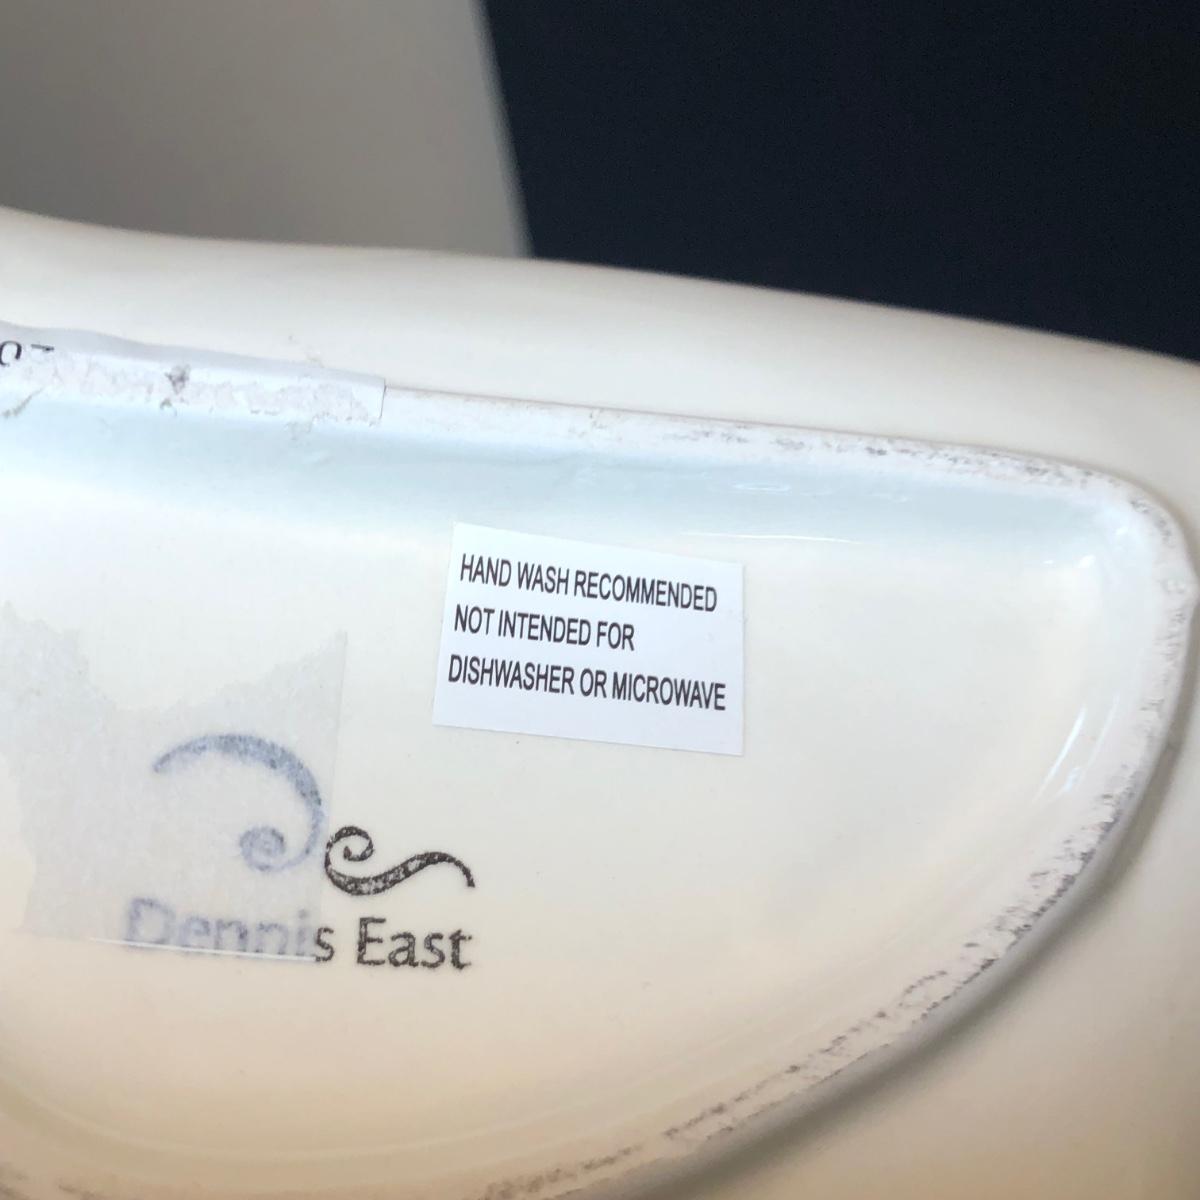 HAND WASH RECOMMENDED
NOT INTENDED FOR
DISHWASHER OR MICROWAVE
Dennis East